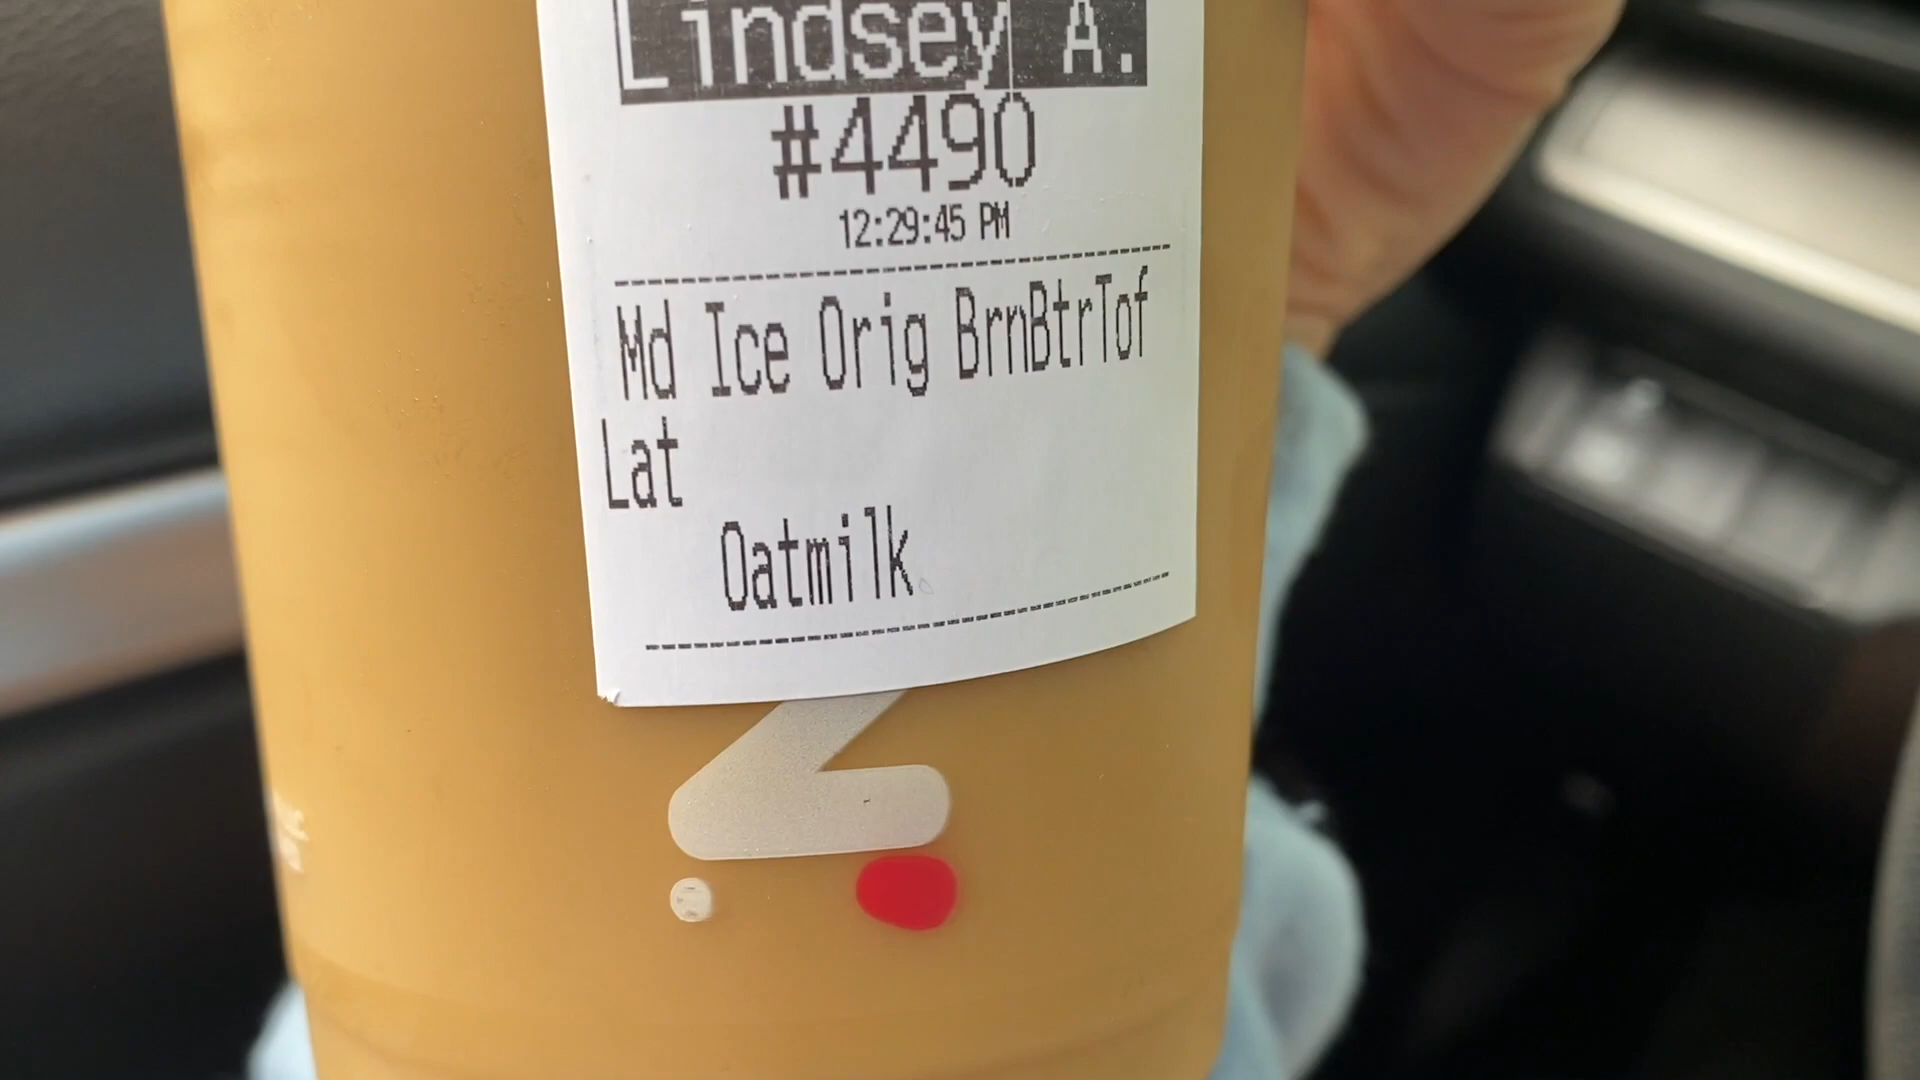 Lindsey A.
#4490
12:29:45 PM
Md Ice Orig BrnBtrTof
Lat
Oatmilk